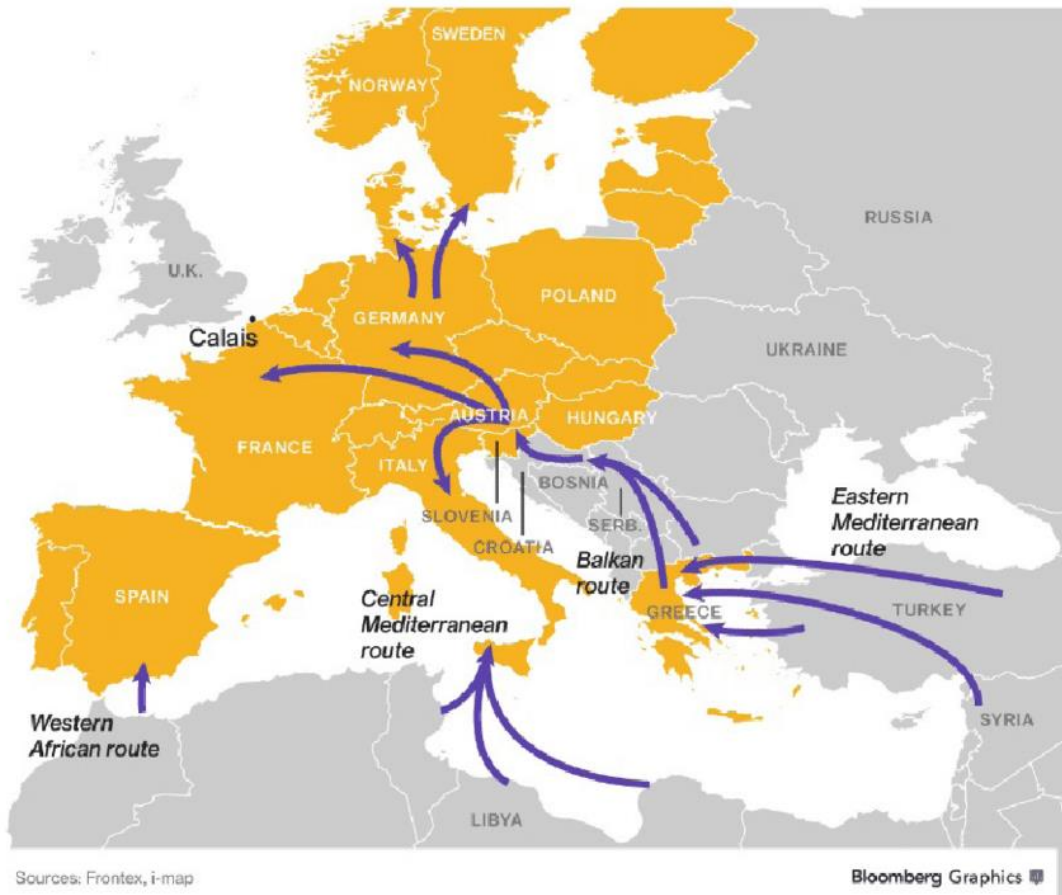 SWEDEN
NORWAY
RUSSIA
U.K.
POLAND
GERMANY
Calais
UKRAINE
AUSTRIA
HUNGARY
FRANCE
ITALY
BOSNIA
Eastern
Mediterranean
route
SLOVENIA
SERB.
CROATIA
Balkan
route
SPAIN
Central
Mediterranean
route
GREECE
TURKEY
Western
African route
SYRIA
LIBYA
Sources: Frontex, i-map
Bloomberg Graphics